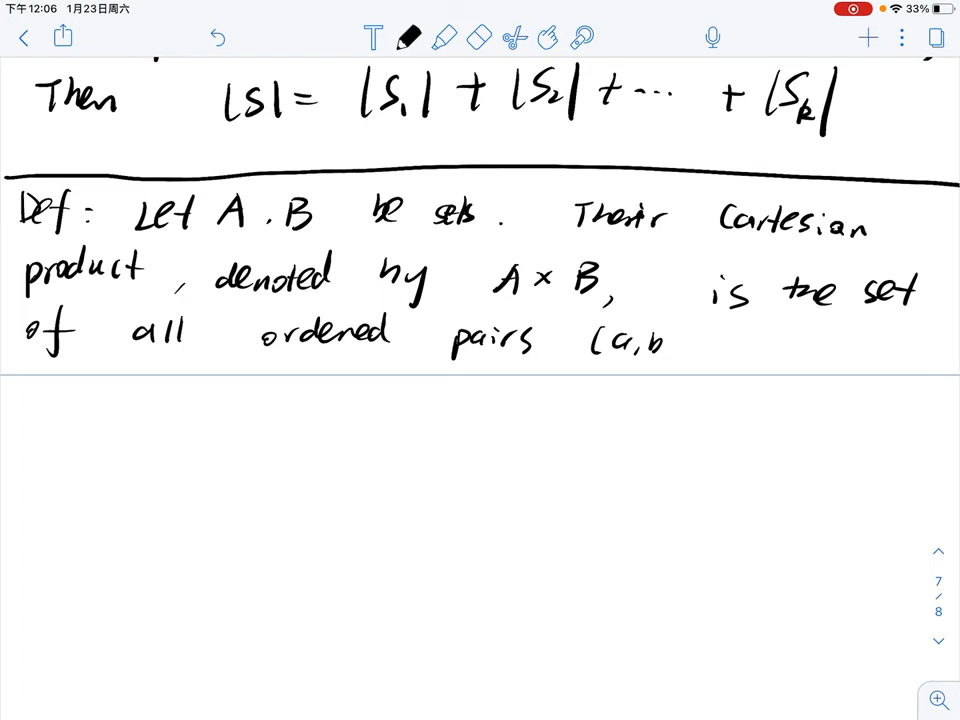 下午12:06 1月23日周六 33%
Then |S| = |S₁| + |S₂| + ... + |Sₖ|
Def: Let A, B be sets. Their Cartesian
product, denoted by A × B, is the set
of all ordered pairs (a,b
T
7
/
8